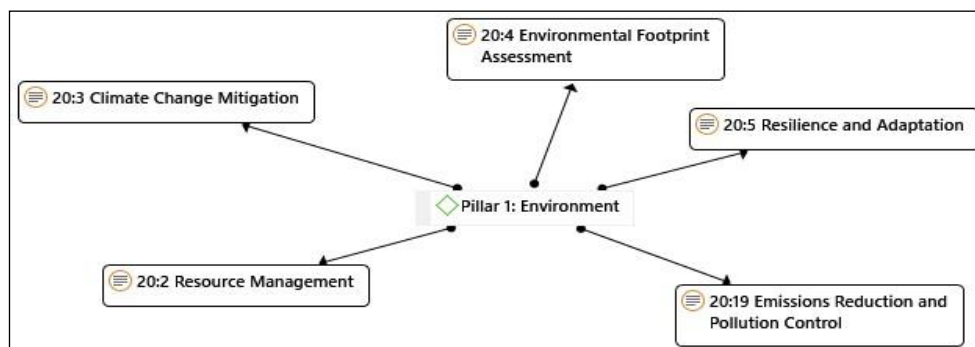 20:4 Environmental Footprint
Assessment
20:3 Climate Change Mitigation
20:5 Resilience and Adaptation
Pillar 1: Environment
20:2 Resource Management
20:19 Emissions Reduction and
Pollution Control